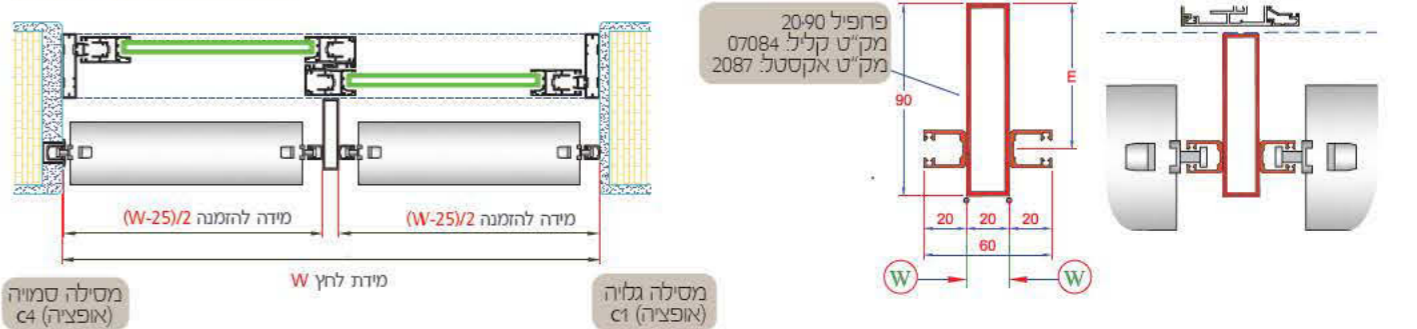 פרופיל 20-90
מק"ט קליל: 07084
מק"ט אקסטל: 2087
90
E
20 20 20
60
W W
מידה להזמנה (W-25)/2
מידה להזמנה (W-25)/2
מידת לחץ W
מסילה סמויה
(אופציה) C4
מסילה גלויה
(אופציה) C1